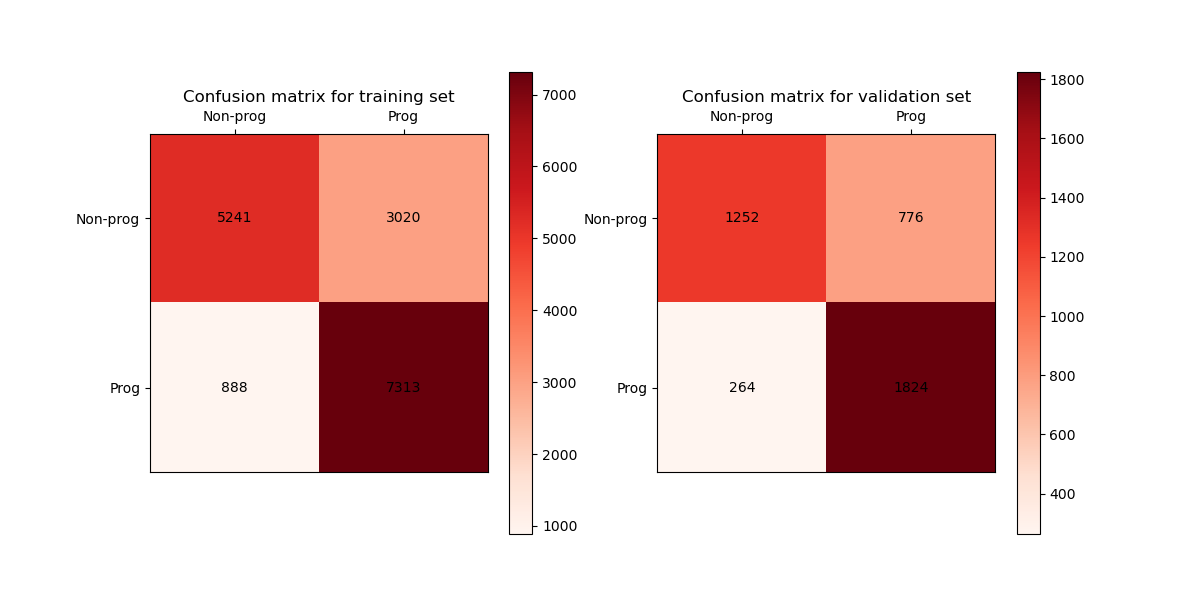 Confusion matrix for training set
Non-prog Prog
Non-prog 5241 3020
Prog 888 7313
7000
6000
5000
4000
3000
2000
1000
Confusion matrix for validation set
Non-prog Prog
Non-prog 1252 776
Prog 264 1824
1800
1600
1400
1200
1000
800
600
400